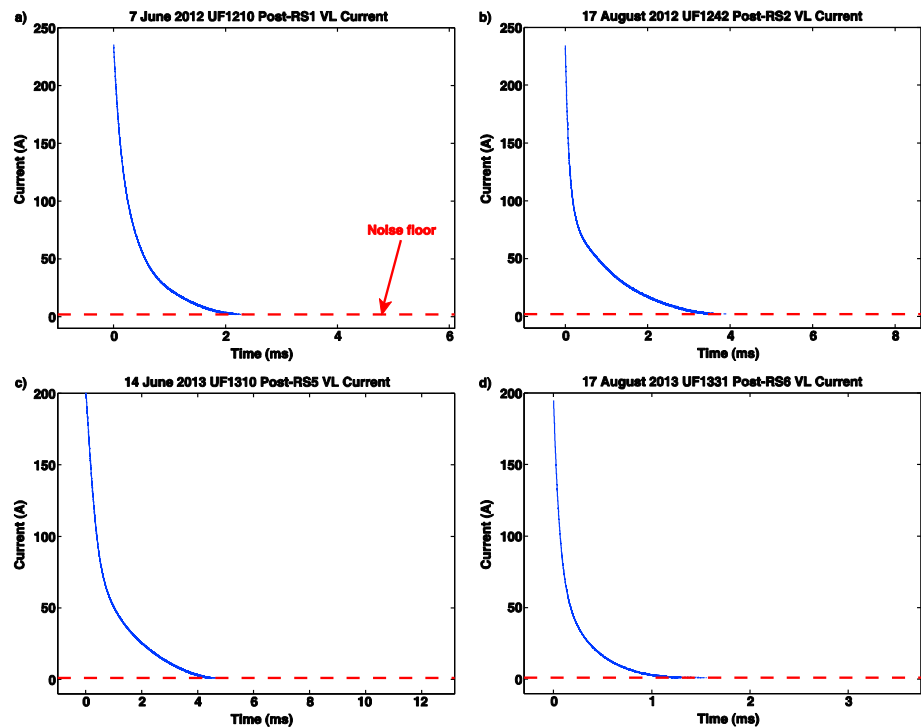 a) 7 June 2012 UF1210 Post-RS1 VL Current
250
200
150
100
50
0
Current (A)
Noise floor
0 2 4 6
Time (ms)
b) 17 August 2012 UF1242 Post-RS2 VL Current
250
200
150
100
50
0
Current (A)
0 2 4 6 8
Time (ms)
c) 14 June 2013 UF1310 Post-RS5 VL Current
200
150
100
50
0
Current (A)
0 2 4 6 8 10 12
Time (ms)
d) 17 August 2013 UF1331 Post-RS6 VL Current
200
150
100
50
0
Current (A)
0 1 2 3
Time (ms)